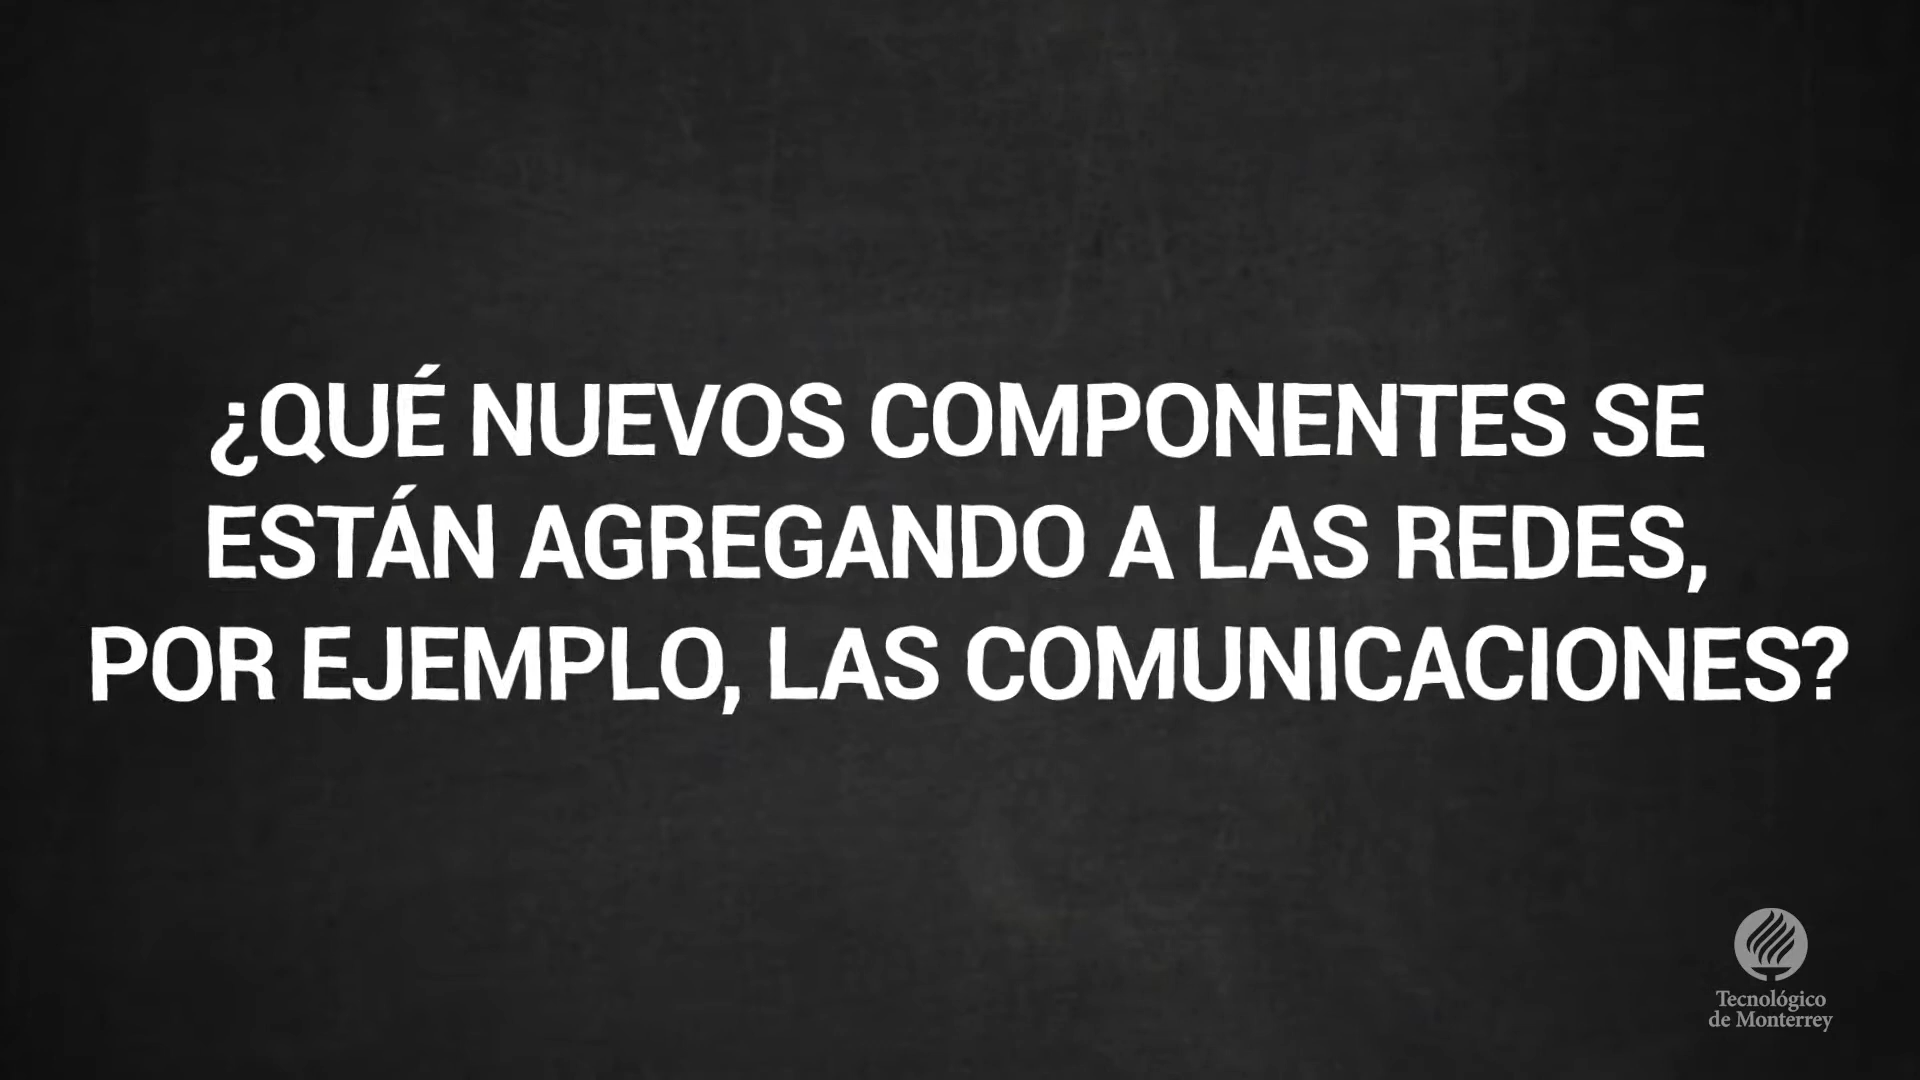 ¿QUÉ NUEVOS COMPONENTES SE
ESTÁN AGREGANDO A LAS REDES,
POR EJEMPLO, LAS COMUNICACIONES?
Tecnológico
de Monterrey